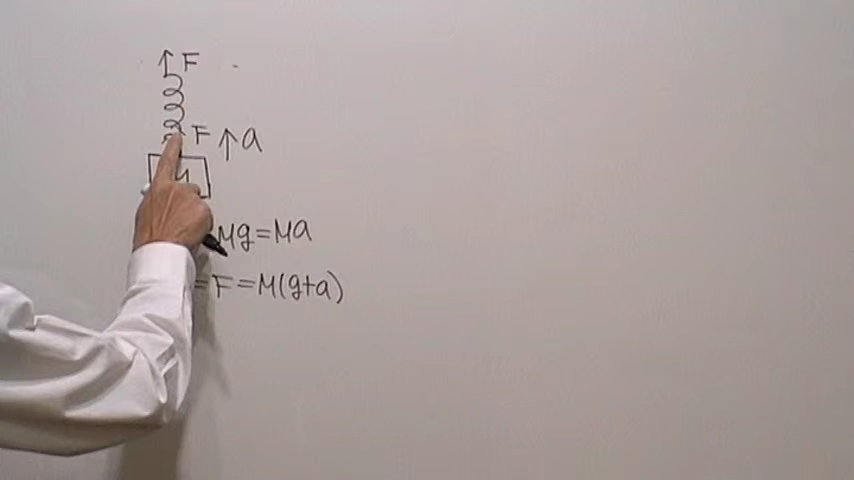 ↑F
F ↑a
Mg=Ma
=F=M(g+a)